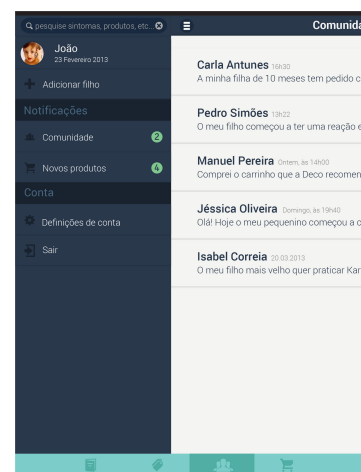 pesquise sintomas, produtos, etc...
João
23 Fevereiro 2013
Adicionar filho
Notificações
Comunidade 2
Novos produtos 4
Conta
Definições de conta
Sair
Comunida
Carla Antunes 16h30
A minha filha de 10 meses tem pedido c
Pedro Simões 13h22
O meu filho começou a ter uma reação e
Manuel Pereira Ontem, às 14h00
Comprei o carrinho que a Deco recomen
Jéssica Oliveira Domingo, às 19h40
Olá! Hoje o meu pequenino começou a c
Isabel Correia 20.03.2013
O meu filho mais velho quer praticar Kar